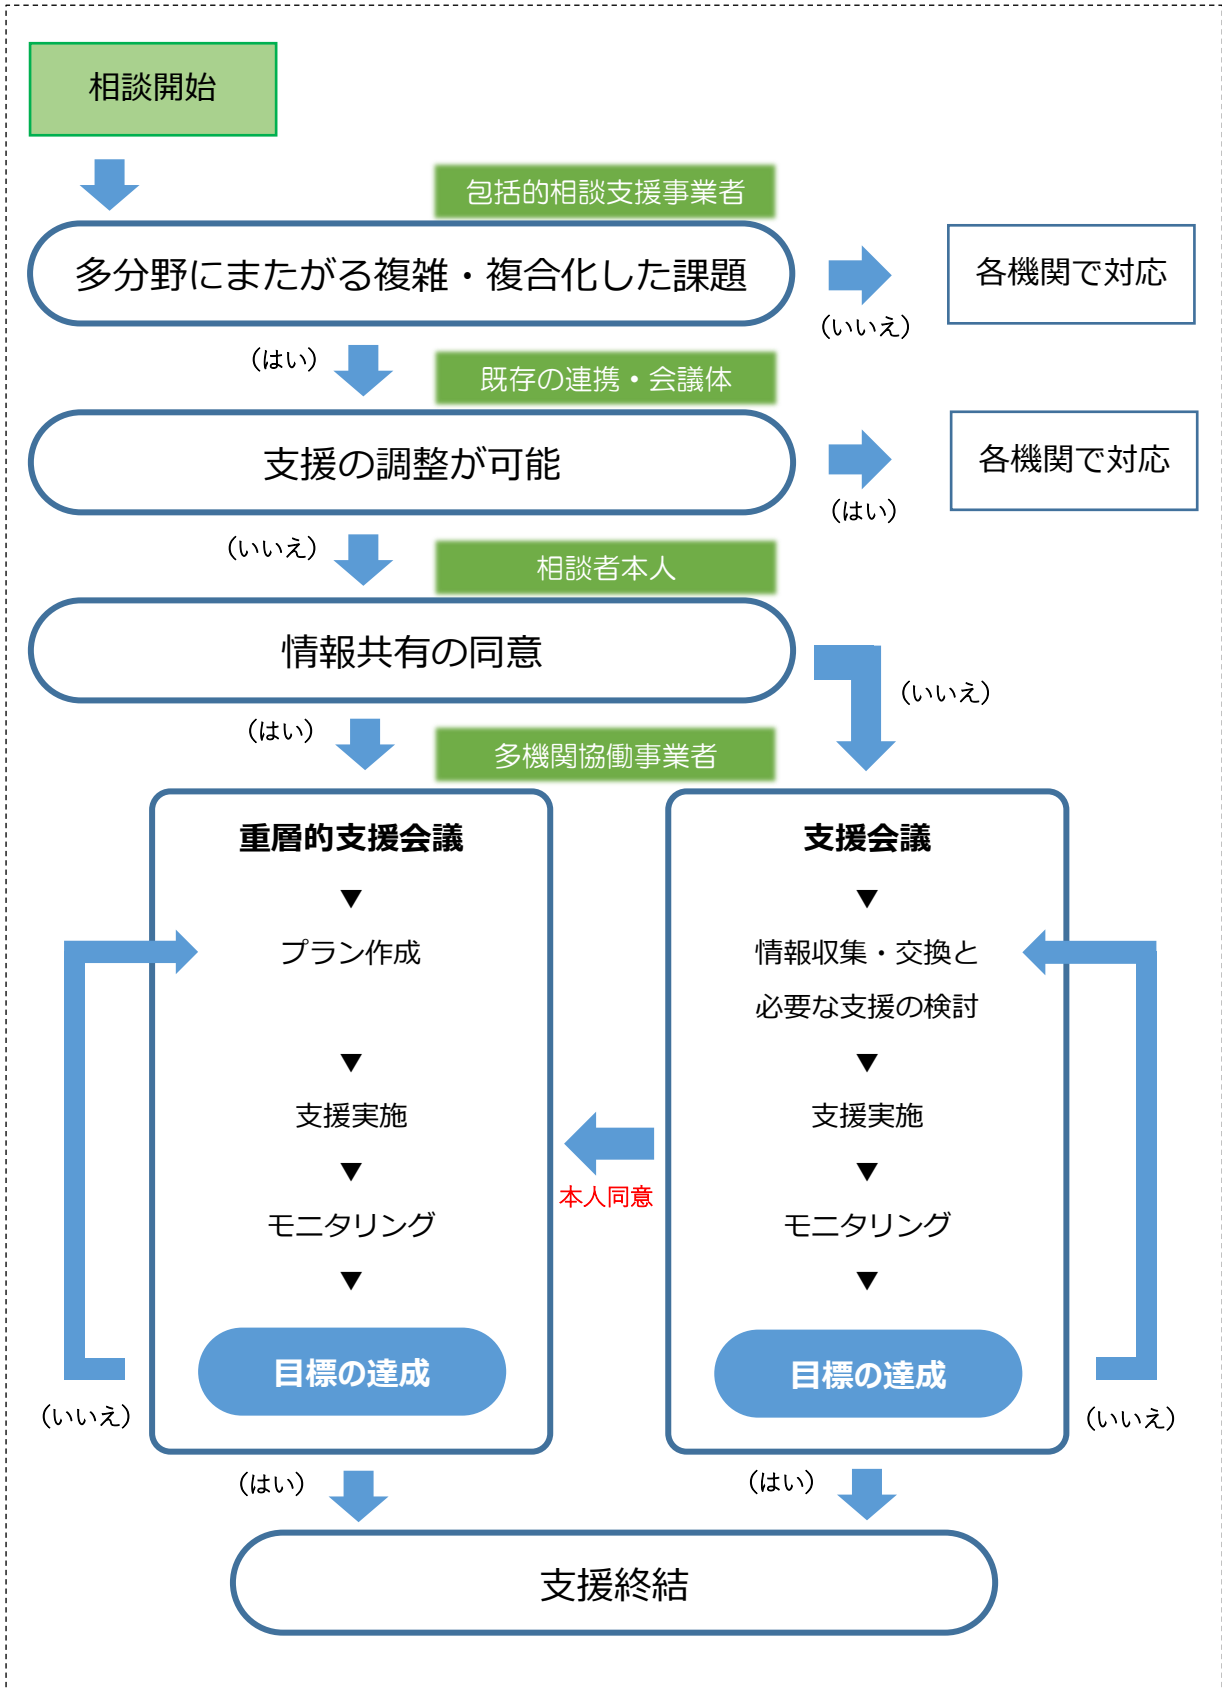 相談開始
包括的相談支援事業者
多分野にまたがる複雑・複合化した課題
各機関で対応
（いいえ）
（はい）
既存の連携・会議体
支援の調整が可能
各機関で対応
（はい）
（いいえ）
相談者本人
情報共有の同意
（いいえ）
（はい）
多機関協働事業者
重層的支援会議
▼
プラン作成
▼
支援実施
▼
モニタリング
▼
目標の達成
（いいえ）
（はい）
支援会議
▼
情報収集・交換と
必要な支援の検討
▼
支援実施
▼
モニタリング
▼
目標の達成
（いいえ）
（はい）
本人同意
支援終結